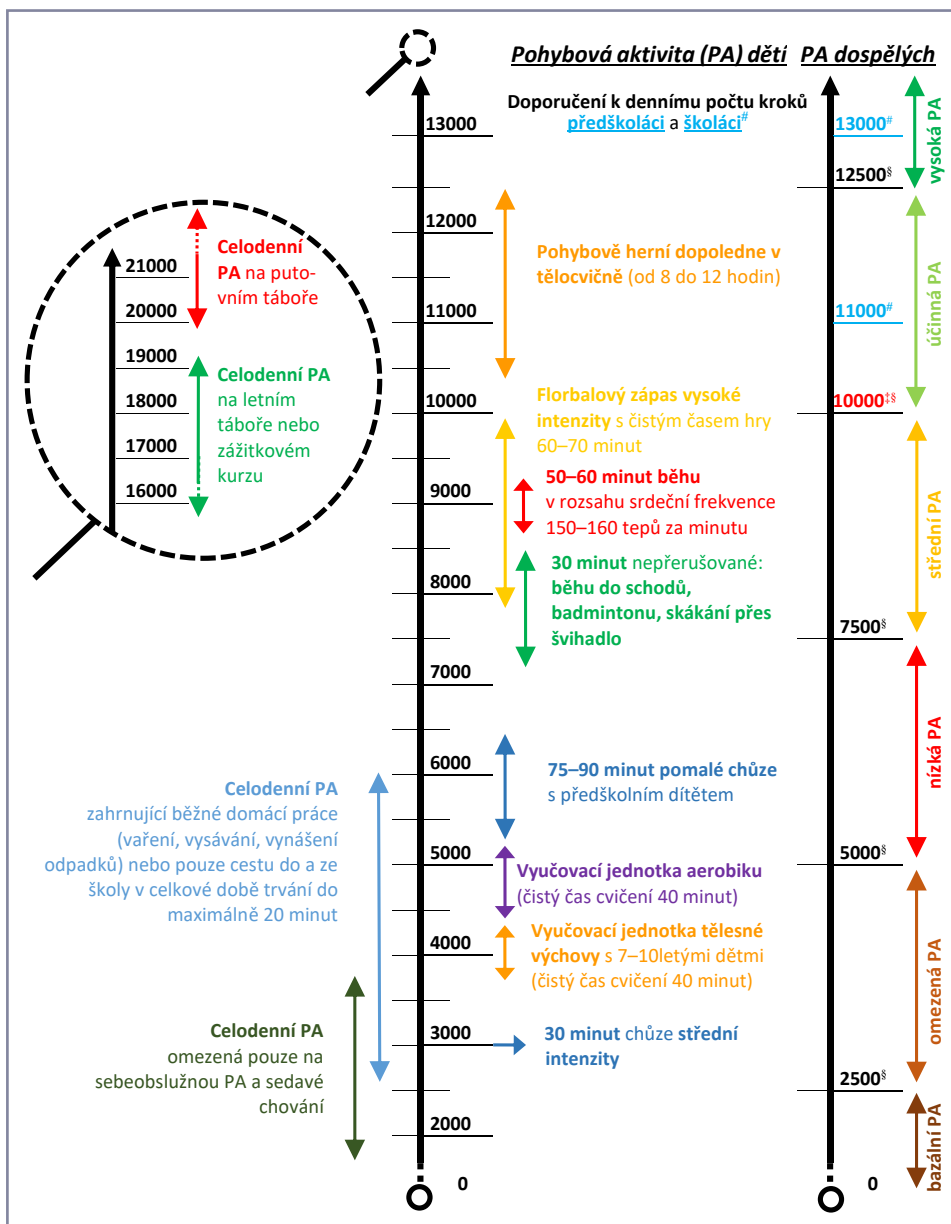 Pohybová aktivita (PA) dětí
PA dospělých
Doporučení k dennímu počtu kroků
předškoláci a školáci#
21000
20000
19000
18000
17000
16000
Celodenní
PA na puto-
vním táboře
Celodenní PA
na letním
táboře nebo
zážitkovém
kurzu
13000
12000
11000
10000
9000
8000
7000
6000
5000
4000
3000
2000
0
Pohybově herní dopoledne v
tělocvičně (od 8 do 12 hodin)
Florbalový zápas vysoké
intenzity s čistým časem hry
60–70 minut
50–60 minut běhu
v rozsahu srdeční frekvence
150–160 tepů za minutu
30 minut nepřerušované:
běhu do schodů,
badmintonu, skákání přes
švihadlo
75–90 minut pomalé chůze
s předškolním dítětem
Celodenní PA
zahrnující běžné domácí práce
(vaření, vysávání, vynášení
odpadků) nebo pouze cestu do a ze
školy v celkové době trvání do
maximálně 20 minut
Vyučovací jednotka aerobiku
(čistý čas cvičení 40 minut)
Vyučovací jednotka tělesné
výchovy s 7–10letými dětmi
(čistý čas cvičení 40 minut)
Celodenní PA
omezená pouze na
sebeobslužnou PA a sedavé
chování
30 minut chůze střední
intenzity
13000#
12500§
11000#
10000‡§
7500§
5000§
2500§
0
vysoká PA
účinná PA
střední PA
nízká PA
omezená PA
bazální PA